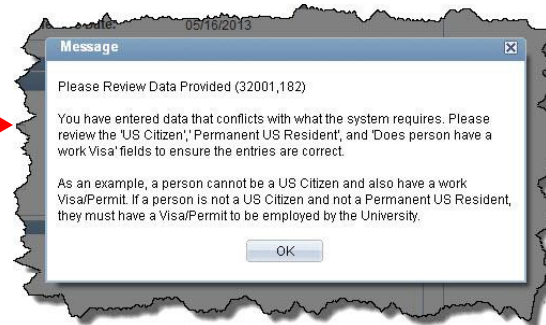 Date: 05/16/2013
Message
Please Review Data Provided (32001,182)
You have entered data that conflicts with what the system requires. Please
review the 'US Citizen',' Permanent US Resident', and 'Does person have a
work Visa' fields to ensure the entries are correct.
As an example, a person cannot be a US Citizen and also have a work
Visa/Permit. If a person is not a US Citizen and not a Permanent US Resident,
they must have a Visa/Permit to be employed by the University.
OK